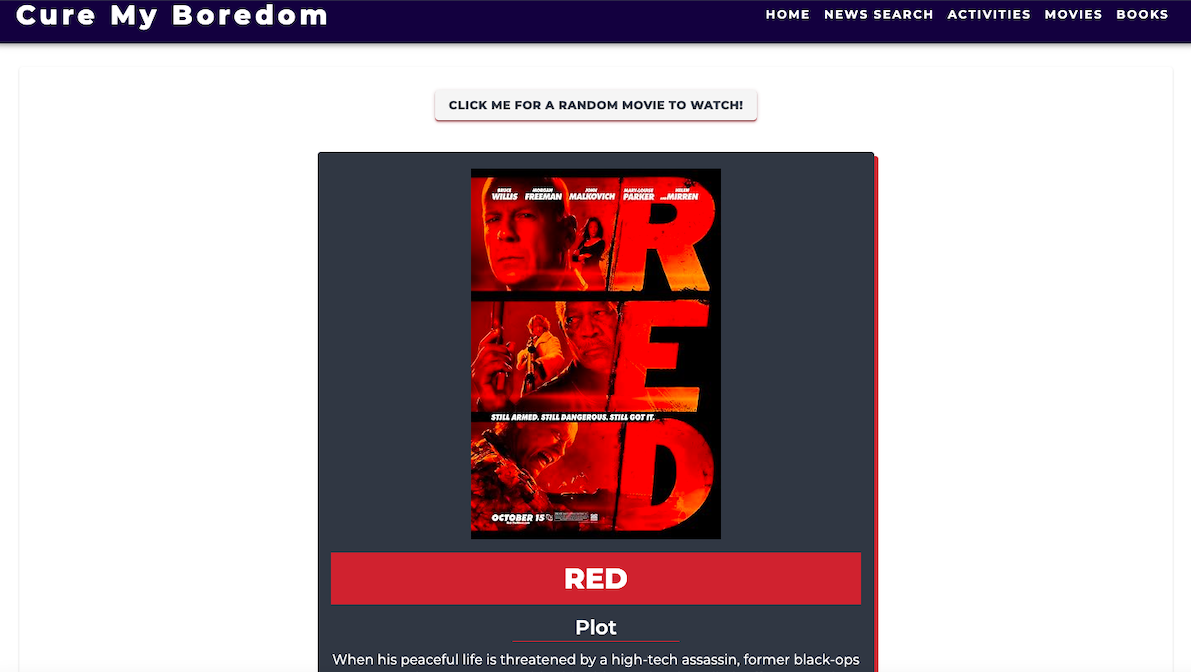 Cure My Boredom
HOME NEWS SEARCH ACTIVITIES MOVIES BOOKS
CLICK ME FOR A RANDOM MOVIE TO WATCH!
BRUCE WILLIS MORGAN FREEMAN JOHN MALKOVICH MARY-LOUISE PARKER AND MIRREN
R
E
STILL ARMED. STILL DANGEROUS. STILL GOT IT.
D
OCTOBER 15
RED
Plot
When his peaceful life is threatened by a high-tech assassin, former black-ops